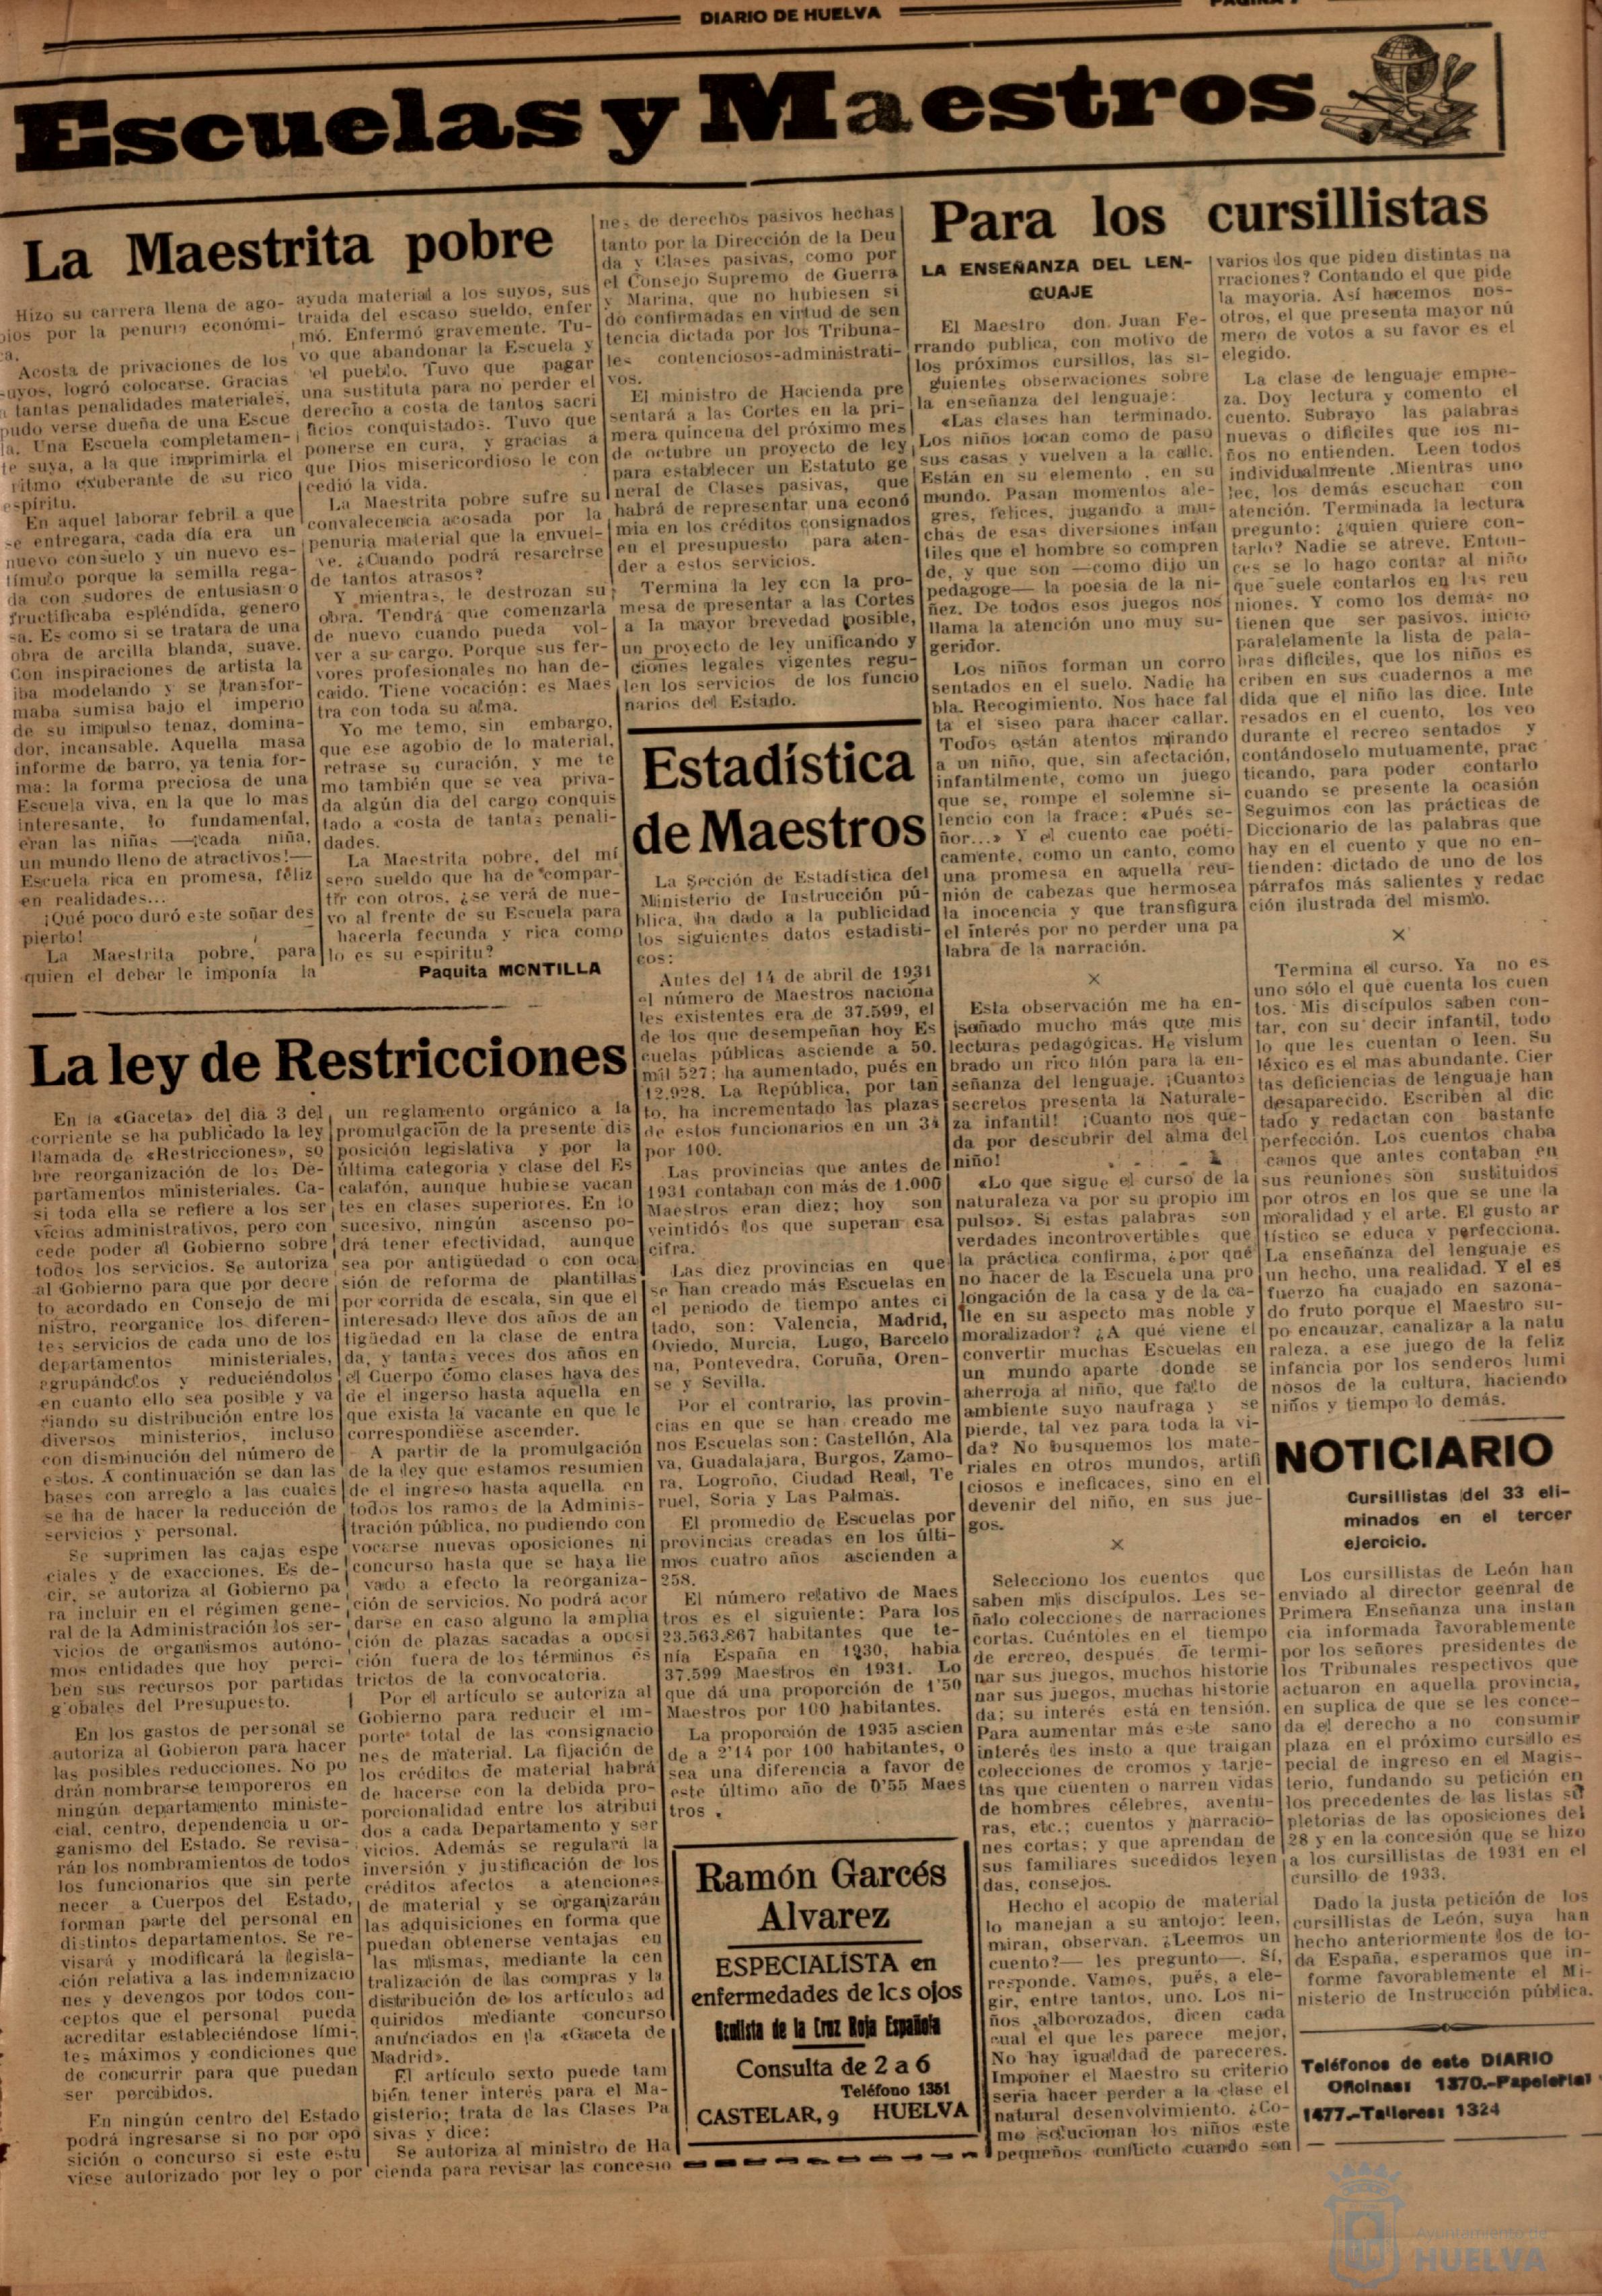 DIARIO DE HUELVA
Escuelas y Maestros
La Maestrita pobre
Hizo su carrera llena de ago-
bios por la penuria económi-
ca.
Acosta de privaciones de los
suyos, logró colocarse. Gracias
a tantas penalidades materiales,
pudo verse dueña de una Escue
la. Una Escuela completamen-
te suya, a la que imprimirla el
ritmo exuberante de su rico
espíritu.
En aquel laborar febril a que
se entregara, cada día era un
nuevo consuelo y un nuevo es-
tímulo porque la semilla rega-
da con sudores de entusiasmo
fructificaba espléndida, genero
sa. Es como si se tratara de una
obra de arcilla blanda, suave.
Con inspiraciones de artista la
iba modelando y se transfor-
maba sumisa bajo el imperio
de su impulso tenaz, domina-
dor, incansable. Aquella masa
informe de barro, ya tenia for-
ma: la forma preciosa de una
Escuela viva, en la que lo mas
interesante, lo fundamental,
eran las niñas —¡cada niña,
un mundo lleno de atractivos!—
Escuela rica en promesa, féliz
en realidades...
¡Qué poco duró este soñar des
pierto!
La Maestrita pobre, para
quien el deber le imponía la
ayuda material a los suyos, sus
traida del escaso sueldo, enfer
mó. Enfermó gravemente. Tu-
vo que abandonar la Escuela y
el pueblo. Tuvo que pagar
una sustituta para no perder el
derecho a costa de tantos sacri
ficios conquistados. Tuvo que
ponerse en cura, y gracias a
que Dios misericordioso le con
cedió la vida.
La Maestrita pobre sufre su
convalecencia acosada por la
penuria material que la envuel-
ve. ¿Cuando podrá resarcirse
de tantos atrasos?
Y mientras, le destrozan su
obra. Tendrá que comenzarla
de nuevo cuando pueda vol-
ver a su cargo. Porque sus fer-
vores profesionales no han de-
caido. Tiene vocación: es Maes
tra con toda su alma.
Yo me temo, sin embargo,
que ese agobio de lo material,
retrase su curación, y me te
mo también que se vea priva-
da algún dia del cargo conquis
tado a costa de tantas penali-
dades.
La Maestrita pobre, del mí
sero sueldo que ha de compar-
tir con otros, ¿se verá de nue-
vo al frente de su Escuela para
hacerla fecunda y rica como
lo es su espiritu?
Paquita MONTILLA
La ley de Restricciones
En la «Gaceta» del dia 3 del
corriente se ha publicado la ley
llamada de «Restricciones», so
bre reorganización de los De-
partamentos ministeriales. Ca-
si toda ella se refiere a los ser
vicios administrativos, pero con
cede poder al Gobierno sobre
todos los servicios. Se autoriza
al Gobierno para que por decre
to acordado en Consejo de mi
nistro, reorganice los diferen-
tes servicios de cada uno de los
departamentos ministeriales,
agrupándolos y reduciéndolos
en cuanto ello sea posible y va
riando su distribución entre los
diversos ministerios, incluso
con disminución del número de
estos. A continuación se dan las
bases con arreglo a las cuales
se ha de hacer la reducción de
servicios y personal.
Se suprimen las cajas espe
ciales y de exacciones. Es de-
cir, se autoriza al Gobierno pa
ra incluir en el régimen gene-
ral de la Administración los ser-
vicios de organismos autóno-
mos entidades que hoy perci-
ben sus recursos por partidas
globales del Presupuesto.
En los gastos de personal se
autoriza al Gobieron para hacer
las posibles reducciones. No po
drán nombrarse temporeros en
ningún departamento ministe-
cial, centro, dependencia u or-
ganismo del Estado. Se revisa-
rán los nombramientos de todos
los funcionarios que sin perte
necer a Cuerpos del Estado,
forman parte del personal en
distintos departamentos. Se re-
visará y modificará la legisla-
ción relativa a las indemnizacio
nes y devengos por todos con-
ceptos que el personal pueda
acreditar estableciéndose lími-
tes máximos y condiciones que
de concurrir para que puedan
ser percibidos.
En ningún centro del Estado
podrá ingresarse si no por opo
sición o concurso si este estu
viese autorizado por ley o por
un reglamento orgánico a la
promulgación de la presente dis
posición legislativa y por la
última categoria y clase del Es
calafón, aunque hubiese vacan
tes en clases superiores. En lo
sucesivo, ningún ascenso po-
drá tener efectividad, aunque
sea por antigüedad o con oca
sión de reforma de plantillas
por corrida de escala, sin que el
interesado lleve dos años de an
tigüedad en la clase de entra
da, y tantas veces dos años en
el Cuerpo como clases haya des
de el ingerso hasta aquella en
que exista la vacante en que le
correspondiese ascender.
A partir de la promulgación
de la ley que estamos resumien
de el ingreso hasta aquella en
todos los ramos de la Adminis-
tración pública, no pudiendo con
vocarse nuevas oposiciones ni
concurso hasta que se haya lle
vado a efecto la reorganiza-
ción de servicios. No podrá acor
darse en caso alguno la amplia
ción de plazas sacadas a oposi
ción fuera de los términos es
trictos de la convocatoria.
Por el artículo se autoriza al
Gobierno para reducir el im-
porte total de las consignacio
nes de material. La fijación de
los créditos de material habrá
de hacerse con la debida pro-
porcionalidad entre los atribui
dos a cada Departamento y ser
vicios. Además se regulará la
inversión y justificación de los
créditos afectos a atenciones
de material y se organizarán
las adquisiciones en forma que
puedan obtenerse ventajas en
las mismas, mediante la cen
tralización de las compras y la
distribución de los artículos ad
quiridos mediante concurso
anunciados en la «Gaceta de
Madrid».
El artículo sexto puede tam
bién tener interés para el Ma-
gisterio; trata de las Clases Pa
sivas y dice:
Se autoriza al ministro de Ha
cienda para revisar las concesio
nes de derechos pasivos hechas
tanto por la Dirección de la Deu
da y Clases pasivas, como por
el Consejo Supremo de Guerra
y Marina, que no hubiesen si
do confirmadas en virtud de sen
tencia dictada por los Tribuna-
les contenciosos-administrati-
vos.
El ministro de Hacienda pre
sentará a las Cortes en la pri-
mera quincena del próximo mes
de octubre un proyecto de ley
para establecer un Estatuto ge
neral de Clases pasivas, que
habrá de representar una econó
mia en los créditos consignados
en el presupuesto para aten-
der a estos servicios.
Termina la ley con la pro-
mesa de presentar a las Cortes
a la mayor brevedad posible,
un proyecto de ley unificando y
ciones legales vigentes regu-
len los servicios de los funcio
narios del Estado.
Estadística
de Maestros
La Sección de Estadística del
Ministerio de Instrucción pú-
blica, ha dado a la publicidad
los siguientes datos estadisti-
cos:
Antes del 14 de abril de 1931
el número de Maestros naciona
les existentes era de 37.599, el
de los que desempeñan hoy Es
cuelas públicas asciende a 50.
mil 527; ha aumentado, pués en
12.928. La República, por tan
to, ha incrementado las plazas
de estos funcionarios en un 34
por 100.
Las provincias que antes de
1931 contaban con más de 1.000
Maestros eran diez; hoy son
veintidós los que superan esa
cifra.
Las diez provincias en que
se han creado más Escuelas en
el periodo de tiempo antes ci
tado, son: Valencia, Madrid,
Oviedo, Murcia, Lugo, Barcelo
na, Pontevedra, Coruña, Oren-
se y Sevilla.
Por el contrario, las provin-
cias en que se han creado me
nos Escuelas son: Castellón, Ala
va, Guadalajara, Burgos, Zamo-
ra, Logroño, Ciudad Real, Te
ruel, Soria y Las Palmas.
El promedio de Escuelas por
provincias creadas en los últi-
mos cuatro años ascienden a
258.
El número relativo de Maes
tros es el siguiente: Para los
23.563.867 habitantes que te-
nía España en 1930, habia
37.599 Maestros en 1931. Lo
que dá una proporción de 1'50
Maestros por 100 habitantes.
La proporción de 1935 ascien
de a 2'14 por 100 habitantes, o
sea una diferencia a favor de
este último año de 0'55 Maes
tros .
Ramón Garcés
Alvarez
ESPECIALISTA en
enfermedades de los ojos
Oculista de la Cruz Roja Española
Consulta de 2 a 6
Teléfono 1351
CASTELAR, 9 HUELVA
Para los cursillistas
LA ENSEÑANZA DEL LEN-
GUAJE
El Maestro don Juan Fe-
rrando publica, con motivo de
los próximos cursillos, las si-
guientes observaciones sobre
la enseñanza del lenguaje:
«Las clases han terminado.
Los niños tocan como de paso
sus casas y vuelven a la calle.
Están en su elemento , en su
mundo. Pasan momentos ale-
gres, felices, jugando a mu-
chas de esas diversiones infan
tiles que el hombre so compren
de, y que son —como dijo un
pedagoge— la poesia de la ni-
ñez. De todos esos juegos nos
llama la atención uno muy su-
geridor.
Los niños forman un corro
sentados en el suelo. Nadie ha
bla. Recogimiento. Nos hace fal
ta el siseo para hacer callar.
Todos están atentos mirando
a un niño, que, sin afectación,
infantilmente, como un juego
que se, rompe el solemne si-
lencio con la frace: «Pués se-
ñor...» Y el cuento cae poéti-
camente, como un canto, como
una promesa en aquella reu-
nión de cabezas que hermosea
la inocencia y que transfigura
el interés por no perder una pa
labra de la narración.
×
Esta observación me ha en-
señado mucho más que mis
lecturas pedagógicas. He vislum
brado un rico filón para la en-
señanza del lenguaje. ¡Cuantos
secretos presenta la Naturale-
za infantil! ¡Cuanto nos que-
da por descubrir del alma del
niño!
«Lo que sigue el curso de la
naturaleza va por su propio im
pulso». Si estas palabras son
verdades incontrovertibles que
la práctica confirma, ¿por qué
no hacer de la Escuela una pro
longación de la casa y de la ca-
lle en su aspecto mas noble y
moralizador? ¿A qué viene el
convertir muchas Escuelas en
un mundo aparte donde se
aherroja al niño, que falto de
ambiente suyo naufraga y se
pierde, tal vez para toda la vi-
da? No busquemos los mate-
riales en otros mundos, artifi
ciosos e ineficaces, sino en el
devenir del niño, en sus jue-
gos.
×
Selecciono los cuentos que
saben mis discípulos. Les se-
ñalo colecciones de narraciones
cortas. Cuéntoles en el tiempo
de ercreo, después de termi-
nar sus juegos, muchos historie
nar sus juegos, muchas historie
da; su interés está en tensión.
Para aumentar más este sano
interés les insto a que traigan
colecciones de cromos y tarje-
tas que cuenten o narren vidas
de hombres célebres, aventu-
ras, etc.; cuentos y narracio-
nes cortas; y que aprendan de
sus familiares sucedidos leyen
das, consejos.
Hecho el acopio de material
lo manejan a su antojo: leen,
miran, observan. ¿Leemos un
cuento?— les pregunto—. Sí,
responde. Vamos, pués, a ele-
gir, entre tantos, uno. Los ni-
ños ,alborozados, dicen cada
cual el que les parece mejor,
No hay igualdad de pareceres.
Imponer el Maestro su criterio
seria hacer perder a la clase el
natural desenvolvimiento. ¿Co-
mo solucionan los niños este
pequeños conflicto cuando son
varios los que piden distintas na
rraciones? Contando el que pide
la mayoria. Así hacemos nos-
otros, el que presenta mayor nú
mero de votos a su favor es el
elegido.
La clase de lenguaje empie-
za. Doy lectura y comento el
cuento. Subrayo las palabras
nuevas o dificiles que los ni-
ños no entienden. Leen todos
individualmente .Mientras uno
lee, los demás escuchan con
atención. Terminada la lectura
pregunto: ¿quien quiere con-
tarlo? Nadie se atreve. Enton-
ces se lo hago contar al niño
que suele contarlos en las reu
niones. Y como los demas no
tienen que ser pasivos, inicio
paralelamente la lista de pala-
bras dificiles, que los niños es
criben en sus cuadernos a me
dida que el niño las dice. Inte
resados en el cuento, los veo
durante el recreo sentados y
contándoselo mutuamente, prac
ticando, para poder contarlo
cuando se presente la ocasión
Seguimos con las prácticas de
Diccionario de las palabras que
hay en el cuento y que no en-
tienden: dictado de uno de los
párrafos más salientes y redac
ción ilustrada del mismo.
×
Termina el curso. Ya no es
uno sólo el que cuenta los cuen
tos. Mis discípulos saben con-
tar, con su decir infantil, todo
lo que les cuentan o leen. Su
léxico es el mas abundante. Cier
tas deficiencias de lenguaje han
desaparecido. Escriben al dic
tado y redactan con bastante
perfección. Los cuentos chaba
canos que antes contaban en
sus reuniones son sustituidos
por otros en los que se une la
moralidad y el arte. El gusto ar
tístico se educa y perfecciona.
La enseñanza del lenguaje es
un hecho, una realidad. Y el es
fuerzo ha cuajado en sazona-
do fruto porque el Maestro su-
po encauzar, canalizar a la natu
raleza, a ese juego de la feliz
infancia por los senderos lumi
nosos de la cultura, haciendo
niños y tiempo lo demás.
NOTICIARIO
Cursillistas del 33 eli-
minados en el tercer
ejercicio.
Los cursillistas de León han
enviado al director geenral de
Primera Enseñanza una instan
cia informada favorablemente
por los señores presidentes de
los Tribunales respectivos que
actuaron en aquella provincia,
en suplica de que se les conce-
da el derecho a no consumir
plaza en el próximo cursillo es
pecial de ingreso en el Magis-
terio, fundando su petición en
los precedentes de las listas su
pletorias de las oposiciones del
28 y en la concesión que se hizo
a los cursillistas de 1931 en el
cursillo de 1933.
Dado la justa petición de los
cursillistas de León, suya han
hecho anteriormente los de to-
da España, esperamos que in-
forme favorablemente el Mi-
nisterio de Instrucción pública.
Teléfonos de este DIARIO
Oficinas: 1370.-Papeleria:
1477.-Talleres: 1324
Ayuntamiento de
HUELVA